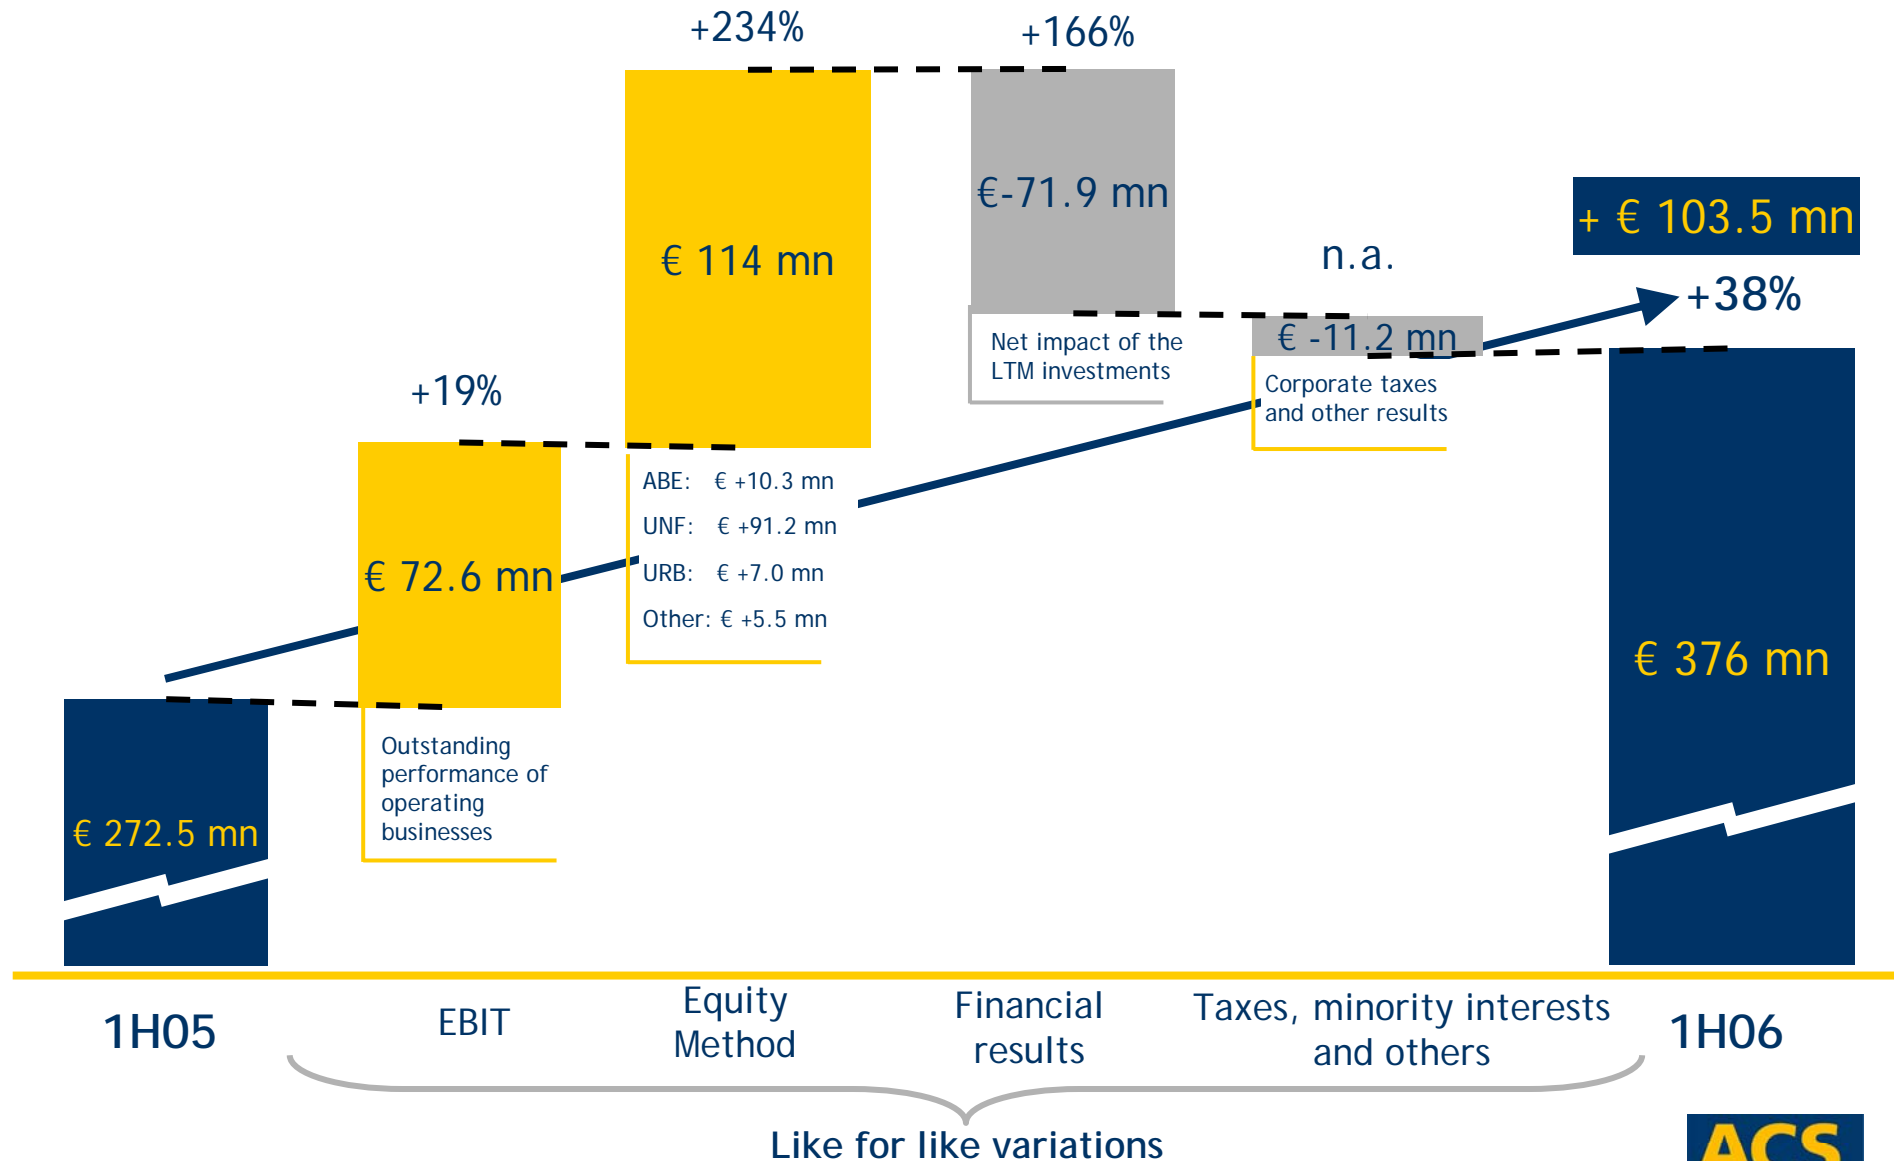 +234%
+166%
€-71.9 mn
+ € 103.5 mn
€ 114 mn
n.a.
+38%
€ -11.2 mn
Net impact of the
LTM investments
+19%
Corporate taxes
and other results
ABE: € +10.3 mn
UNF: € +91.2 mn
URB: € +7.0 mn
Other: € +5.5 mn
€ 72.6 mn
€ 376 mn
Outstanding
performance of
operating
businesses
€ 272.5 mn
1H05
EBIT
Equity
Method
Financial
results
Taxes, minority interests
and others
1H06
Like for like variations
ACS